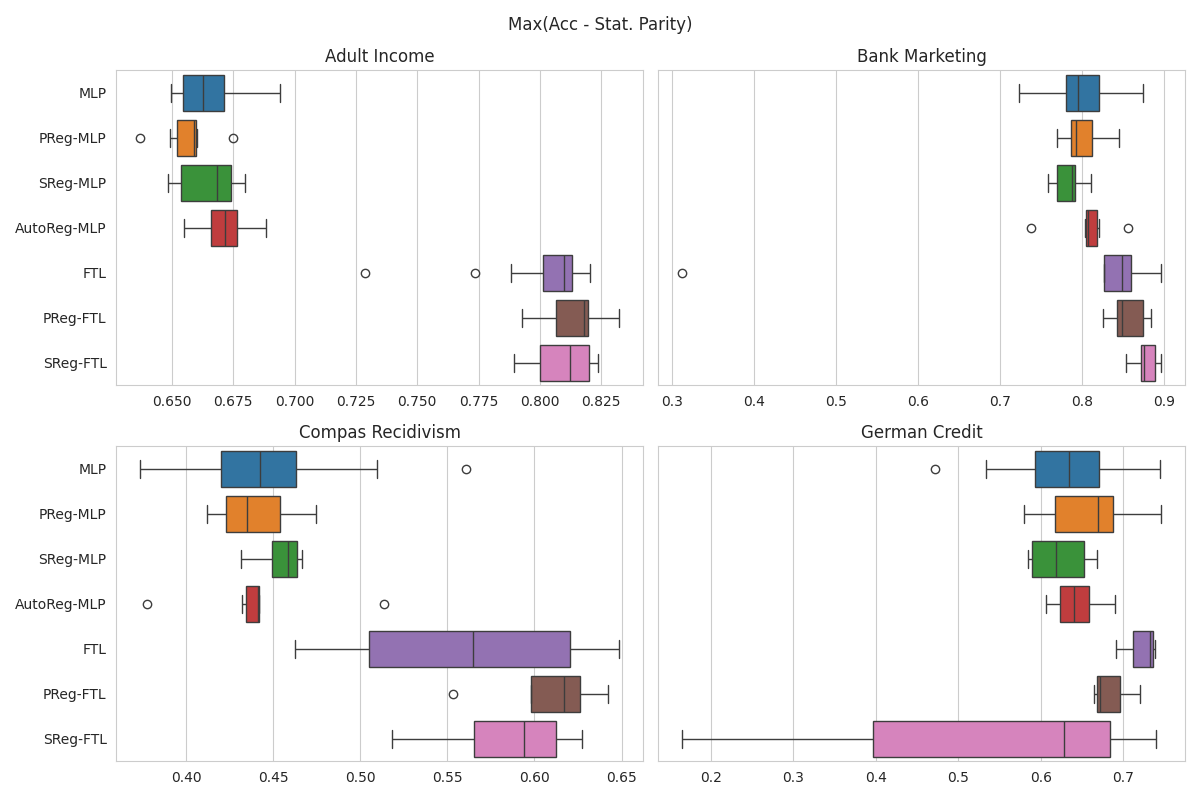 Max(Acc - Stat. Parity)
Adult Income
MLP
PReg-MLP
SReg-MLP
AutoReg-MLP
FTL
PReg-FTL
SReg-FTL
0.650 0.675 0.700 0.725 0.750 0.775 0.800 0.825
Bank Marketing
0.3 0.4 0.5 0.6 0.7 0.8 0.9
Compas Recidivism
MLP
PReg-MLP
SReg-MLP
AutoReg-MLP
FTL
PReg-FTL
SReg-FTL
0.40 0.45 0.50 0.55 0.60 0.65
German Credit
0.2 0.3 0.4 0.5 0.6 0.7